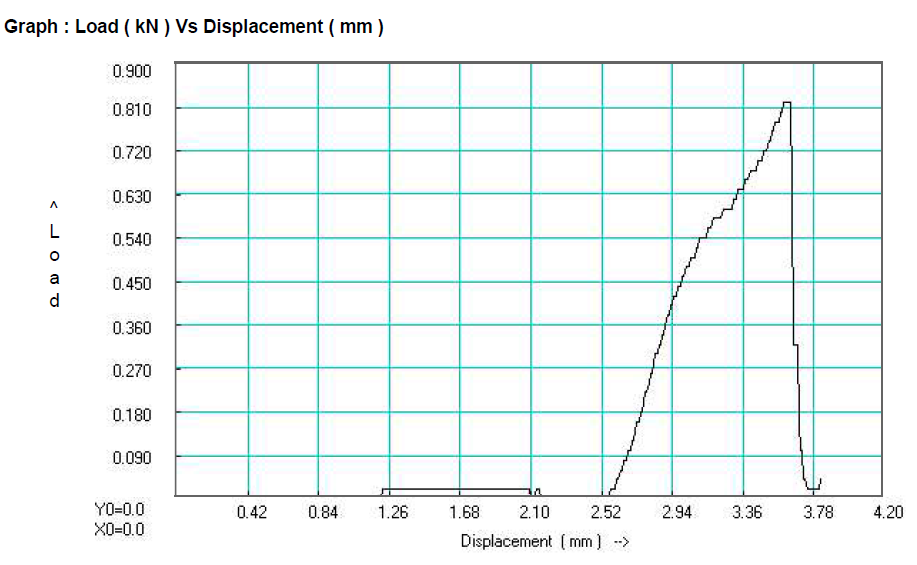 Graph : Load ( kN ) Vs Displacement ( mm )
0.900
0.810
0.720
0.630
0.540
0.450
0.360
0.270
0.180
0.090
^
L
o
a
d
Y0=0.0
X0=0.0
0.42 0.84 1.26 1.68 2.10 2.52 2.94 3.36 3.78 4.20
Displacement ( mm ) -->